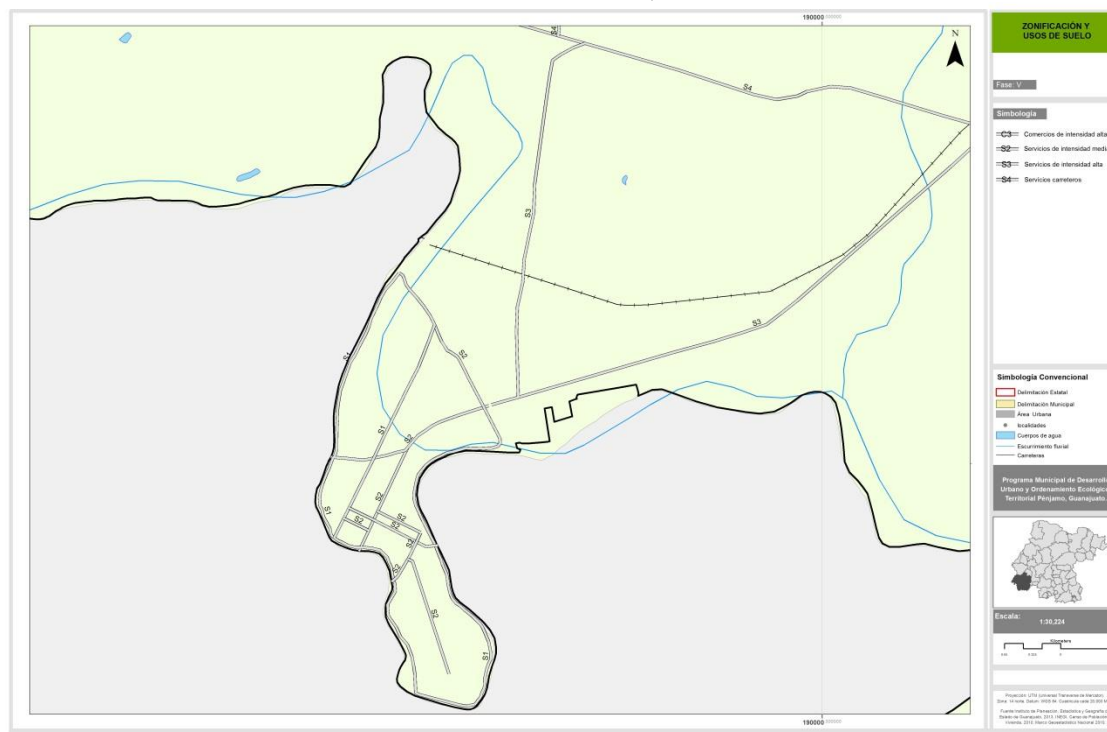 190000
ZONIFICACIÓN Y
USOS DE SUELO
N
Fase: V
Simbología
C3 Comercios de intensidad alta
S2 Servicios de intensidad media
S3 Servicios de intensidad alta
S4 Servicios carreteros
S4
S4
S3
S3
S1
S2
S1
S2
S1
S2
S2
S2
S2
S2
S2
S2
S1
Simbología Convencional
Delimitación Estatal
Delimitación Municipal
Área Urbana
localidades
Cuerpos de agua
Escurrimiento fluvial
Carreteras
Programa Municipal de Desarrollo
Urbano y Ordenamiento Ecológico
Territorial Pénjamo, Guanajuato.
Escala:
1:30,224
Kilometers
190000